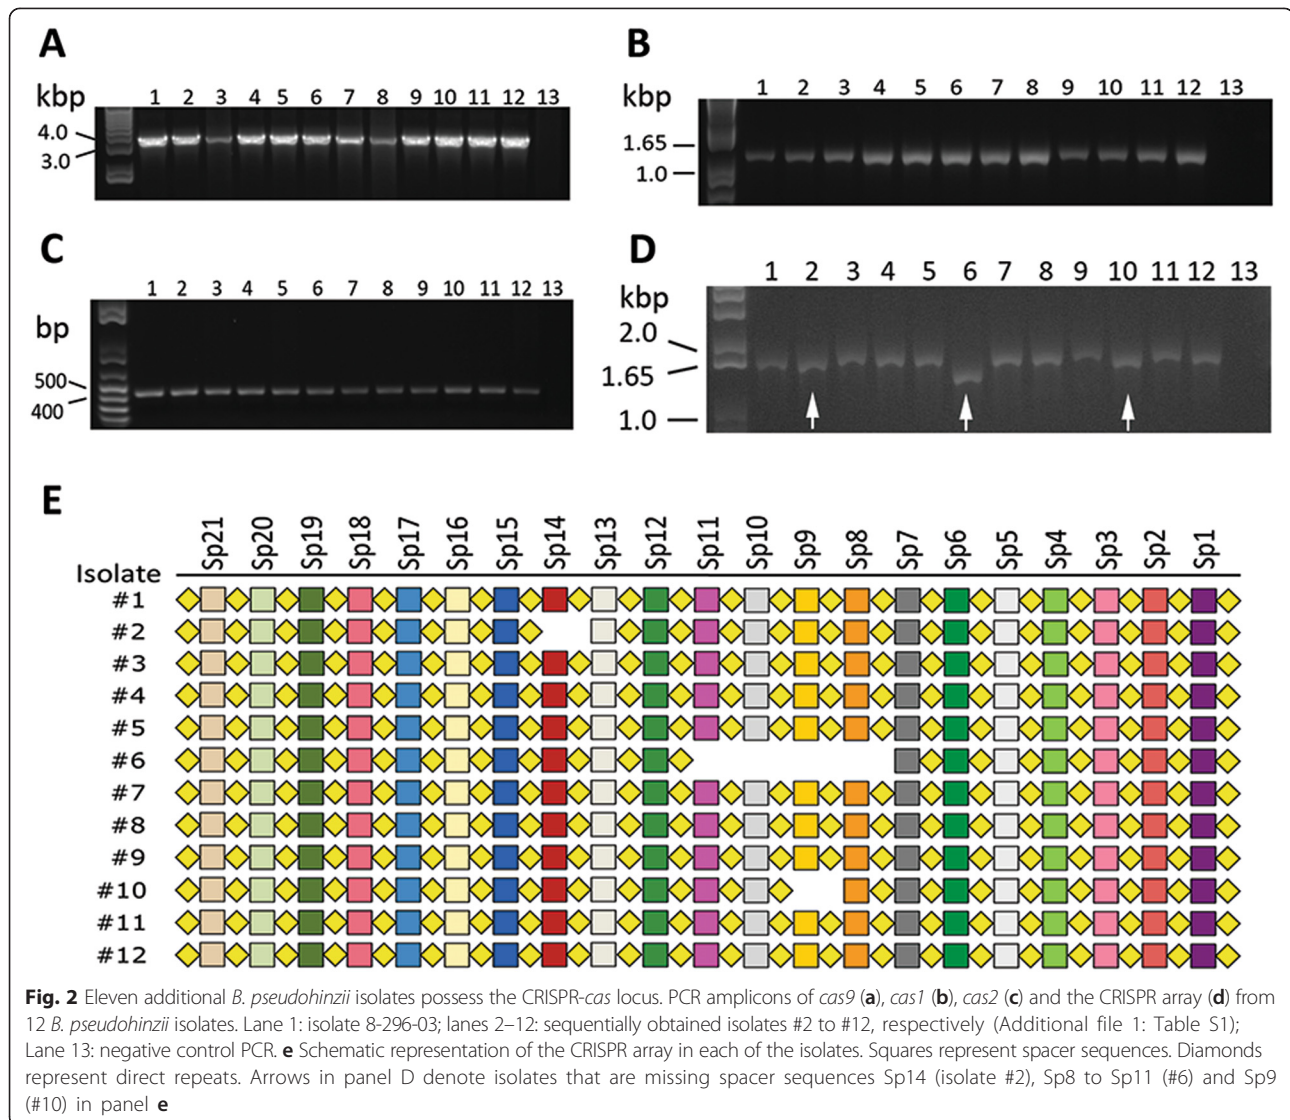 A
kbp
1 2 3 4 5 6 7 8 9 10 11 12 13
4.0
3.0
B
kbp
1 2 3 4 5 6 7 8 9 10 11 12 13
1.65
1.0
C
bp
1 2 3 4 5 6 7 8 9 10 11 12 13
500
400
D
kbp
1 2 3 4 5 6 7 8 9 10 11 12 13
2.0
1.65
1.0
E
Sp21 Sp20 Sp19 Sp18 Sp17 Sp16 Sp15 Sp14 Sp13 Sp12 Sp11 Sp10 Sp9 Sp8 Sp7 Sp6 Sp5 Sp4 Sp3 Sp2 Sp1
Isolate
#1
#2
#3
#4
#5
#6
#7
#8
#9
#10
#11
#12
Fig. 2 Eleven additional B. pseudohinzii isolates possess the CRISPR-cas locus. PCR amplicons of cas9 (a), cas1 (b), cas2 (c) and the CRISPR array (d) from
12 B. pseudohinzii isolates. Lane 1: isolate 8-296-03; lanes 2–12: sequentially obtained isolates #2 to #12, respectively (Additional file 1: Table S1);
Lane 13: negative control PCR. e Schematic representation of the CRISPR array in each of the isolates. Squares represent spacer sequences. Diamonds
represent direct repeats. Arrows in panel D denote isolates that are missing spacer sequences Sp14 (isolate #2), Sp8 to Sp11 (#6) and Sp9
(#10) in panel e